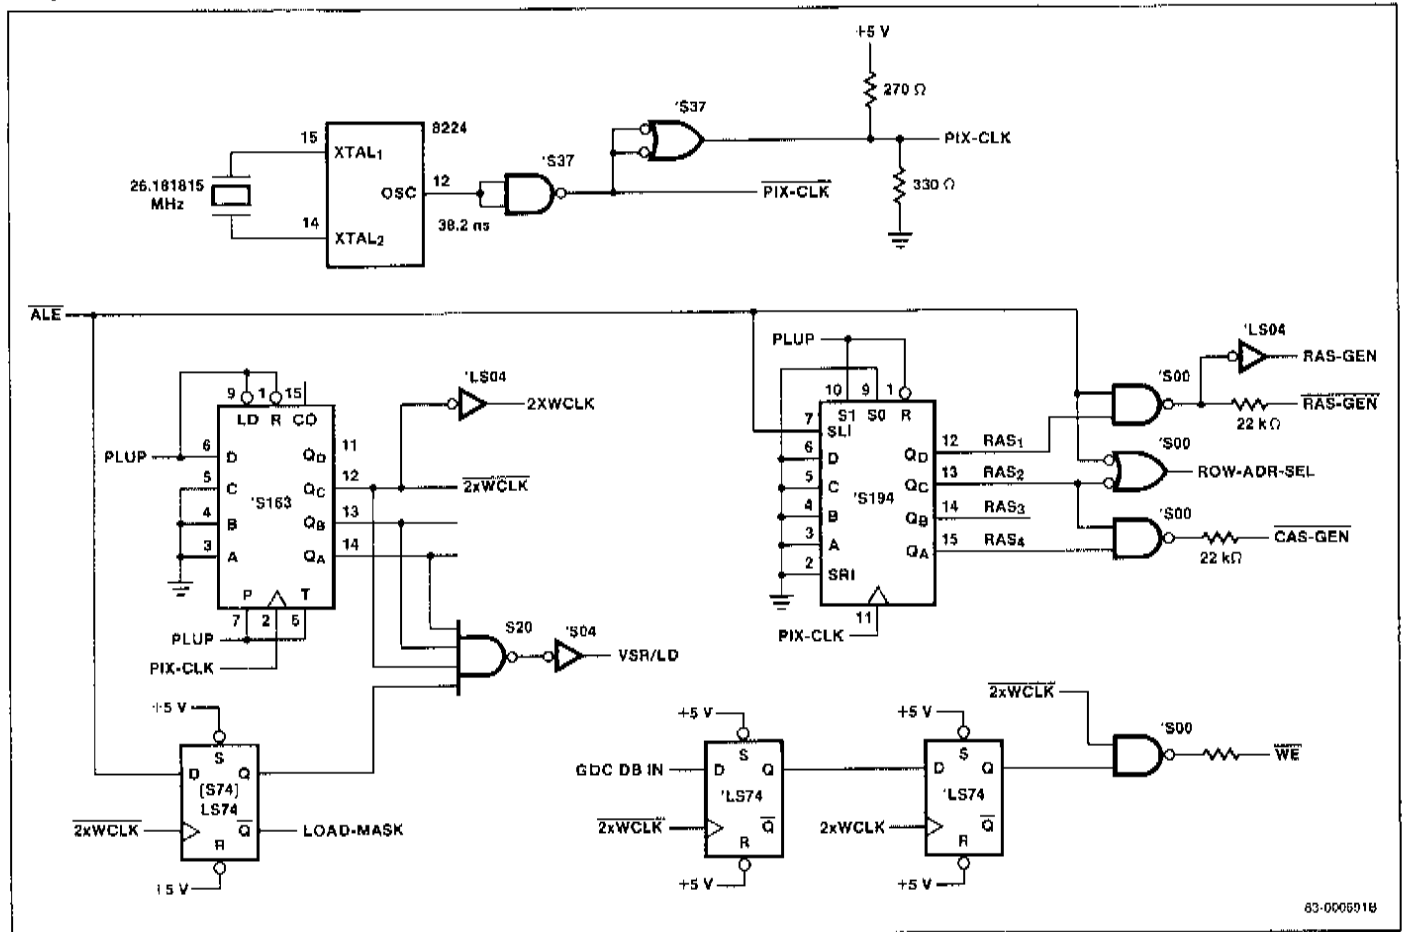 +5 V
270 Ω
'S37
PIX-CLK
330 Ω
8224
15
XTAL1
26.181815
MHz
OSC
12
'S37
38.2 ns
PIX-CLK
14
XTAL2
ALE
PLUP
9 1 15
LD R CO
'LS04
2XWCLK
PLUP
6 D
5 C
4 B
3 A
'S163
QD 11
QC 12
QB 13
QA 14
2xWCLK
P T
7 2 5
PLUP
PIX-CLK
S20
'S04
VSR/LD
PLUP
10 9 1
S1 S0 R
7 SLI
6 D
5 C
4 B
3 A
2 SRI
'S194
QD 12 RAS1
QC 13 RAS2
QB 14 RAS3
QA 15 RAS4
11
PIX-CLK
'LS04
RAS-GEN
'S00
22 kΩ
RAS-GEN
'S00
ROW-ADR-SEL
'S00
22 kΩ
CAS-GEN
+5 V
S
D Q
[S74]
LS74
2xWCLK
Q
LOAD-MASK
R
+5 V
+5 V
S
GDC DB IN
D Q
'LS74
2xWCLK
Q
R
+5 V
+5 V
S
D Q
'LS74
2xWCLK
Q
R
+5 V
2xWCLK
'S00
WE
83-000691B